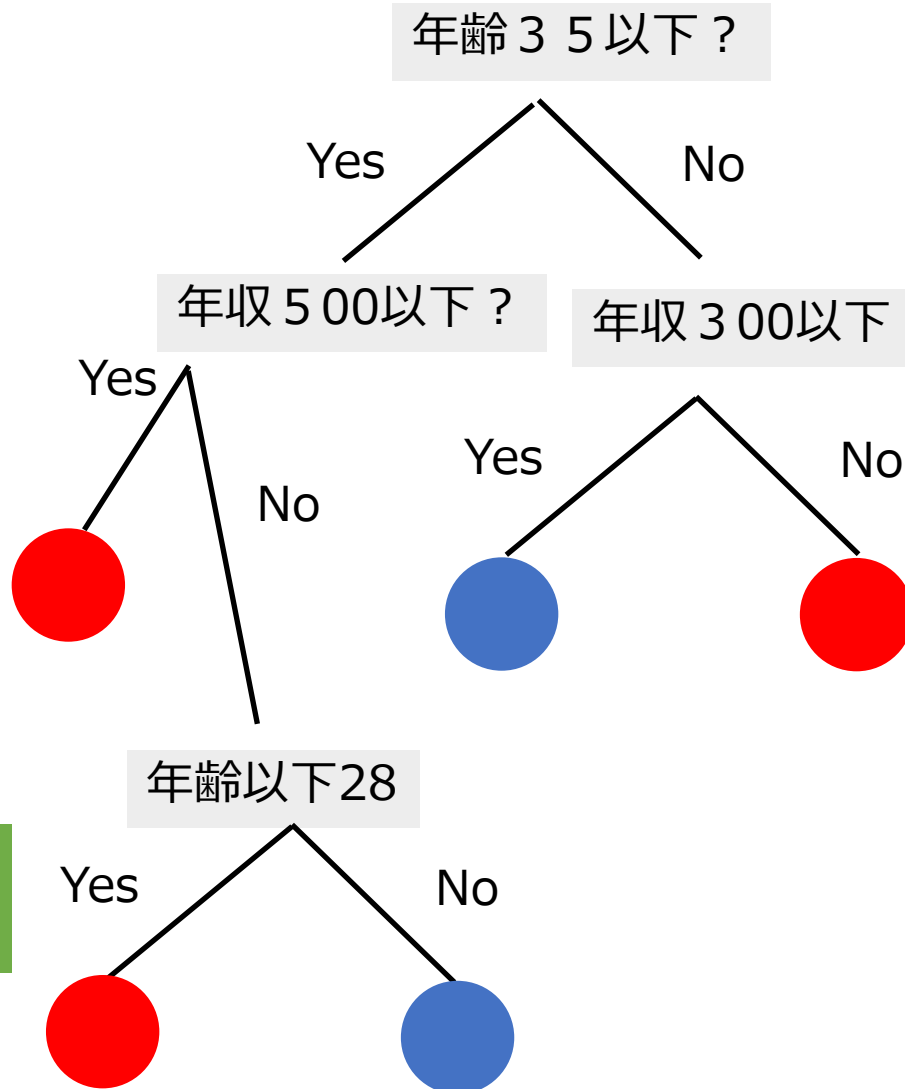 年齢３５以下？
Yes
No
年収５00以下？
年収３00以下
Yes
No
Yes
No
年齢以下28
Yes
No